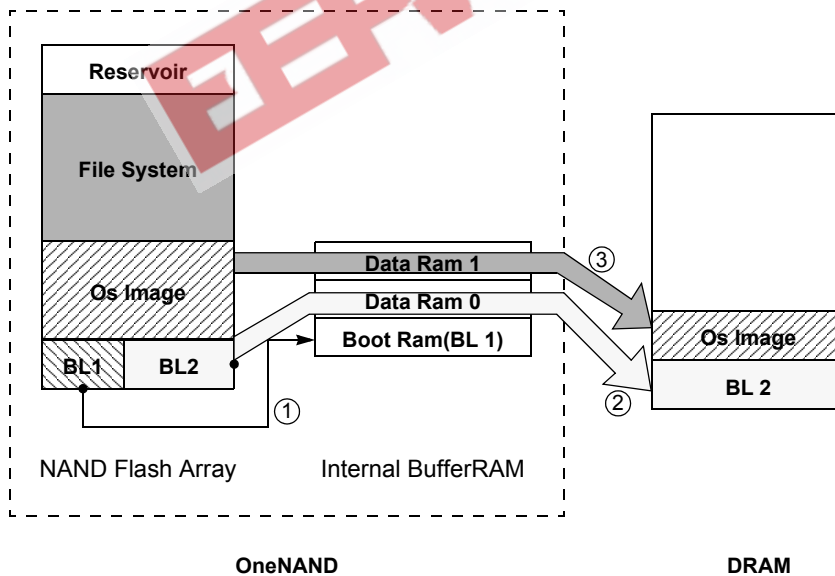 Reservoir
File System
Os Image
BL1
BL2
Data Ram 1
Data Ram 0
Boot Ram(BL 1)
①
②
③
Os Image
BL 2
NAND Flash Array
Internal BufferRAM
OneNAND
DRAM